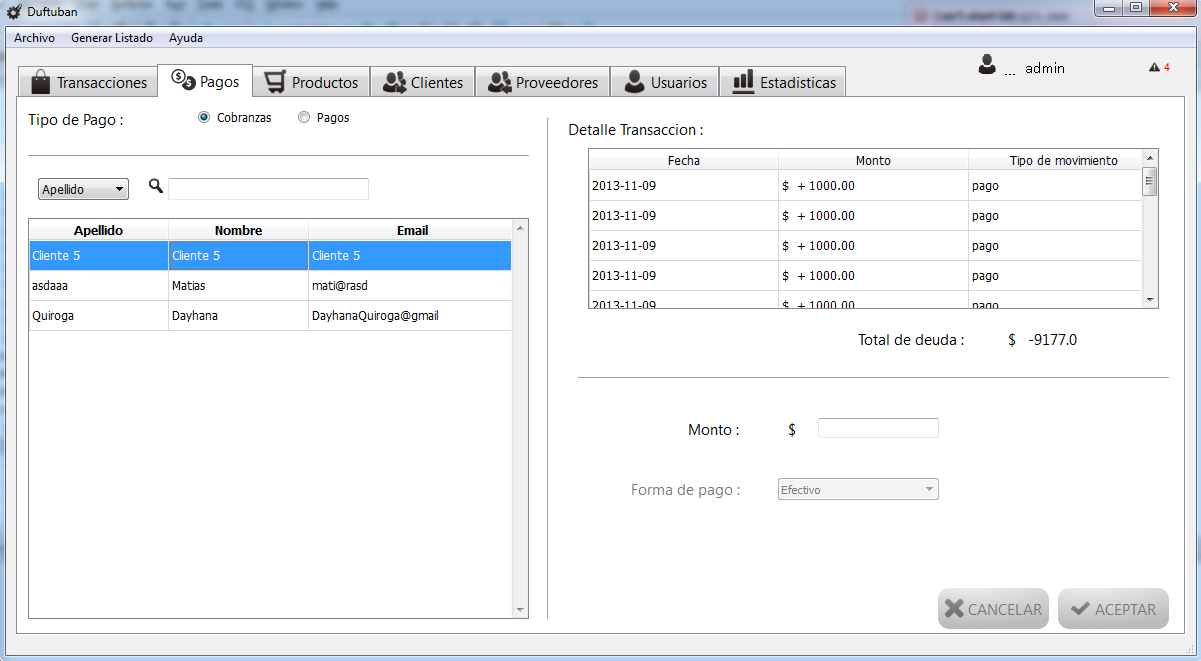 Duftuban
Archivo Generar Listado Ayuda
... admin 4
Transacciones Pagos Productos Clientes Proveedores Usuarios Estadisticas
Tipo de Pago : Cobranzas Pagos
Apellido
Apellido Nombre Email
Cliente 5 Cliente 5 Cliente 5
asdaaa Matias mati@rasd
Quiroga Dayhana DayhanaQuiroga@gmail
Detalle Transaccion :
Fecha Monto Tipo de movimiento
2013-11-09 $ + 1000.00 pago
2013-11-09 $ + 1000.00 pago
2013-11-09 $ + 1000.00 pago
2013-11-09 $ + 1000.00 pago
2013-11-09 $ + 1000.00 pago
Total de deuda : $ -9177.0
Monto : $
Forma de pago : Efectivo
CANCELAR ACEPTAR